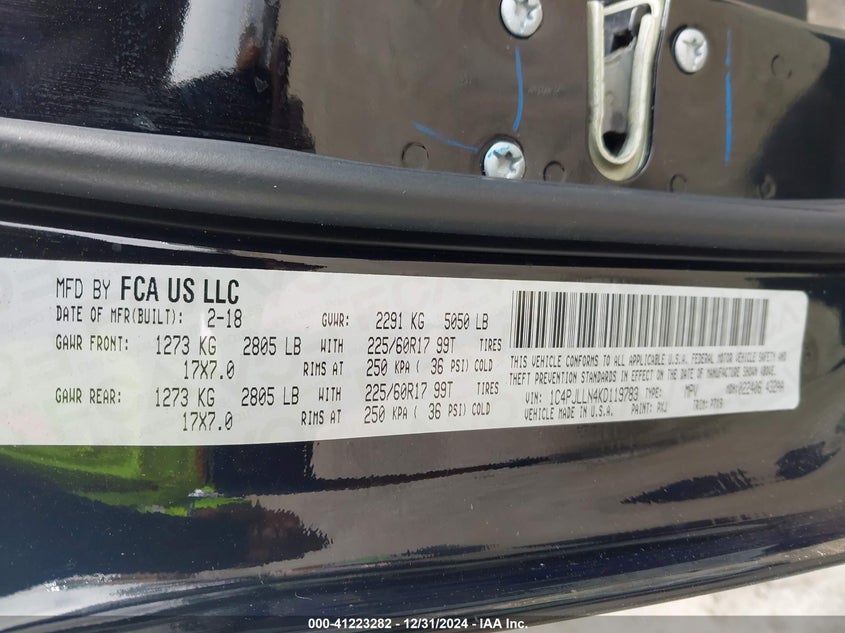 MFD BY FCA US LLC
DATE OF MFR(BUILT): 2-18 GVWR: 2291 KG 5050 LB
GAWR FRONT: 1273 KG 2805 LB WITH 225/60R17 99T TIRES
17X7.0 RIMS AT 250 KPA ( 36 PSI) COLD
GAWR REAR: 1273 KG 2805 LB WITH 225/60R17 99T TIRES
17X7.0 RIMS AT 250 KPA ( 36 PSI) COLD
THIS VEHICLE CONFORMS TO ALL APPLICABLE U.S.A. FEDERAL MOTOR VEHICLE SAFETY AND
THEFT PREVENTION STANDARDS IN EFFECT ON THE DATE OF MANUFACTURE SHOWN ABOVE.
VIN: 1C4PJLLN4KD119783 TYPE: MPV MDH: 022406
VEHICLE MADE IN U.S.A. PAINT: PXJ TRIM:
000-41223282 - 12/31/2024 - IAA Inc.